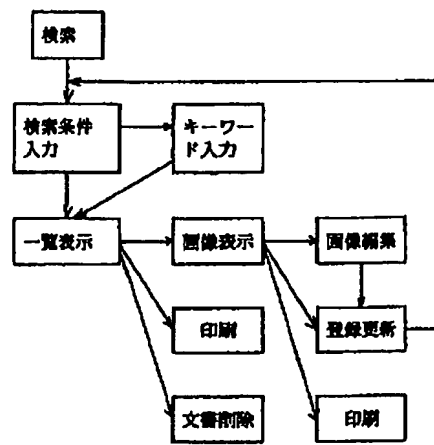 検索
検索条件
入力
キーワー
ド入力
一覧表示
画像表示
画像編集
印刷
登録更新
文書削除
印刷